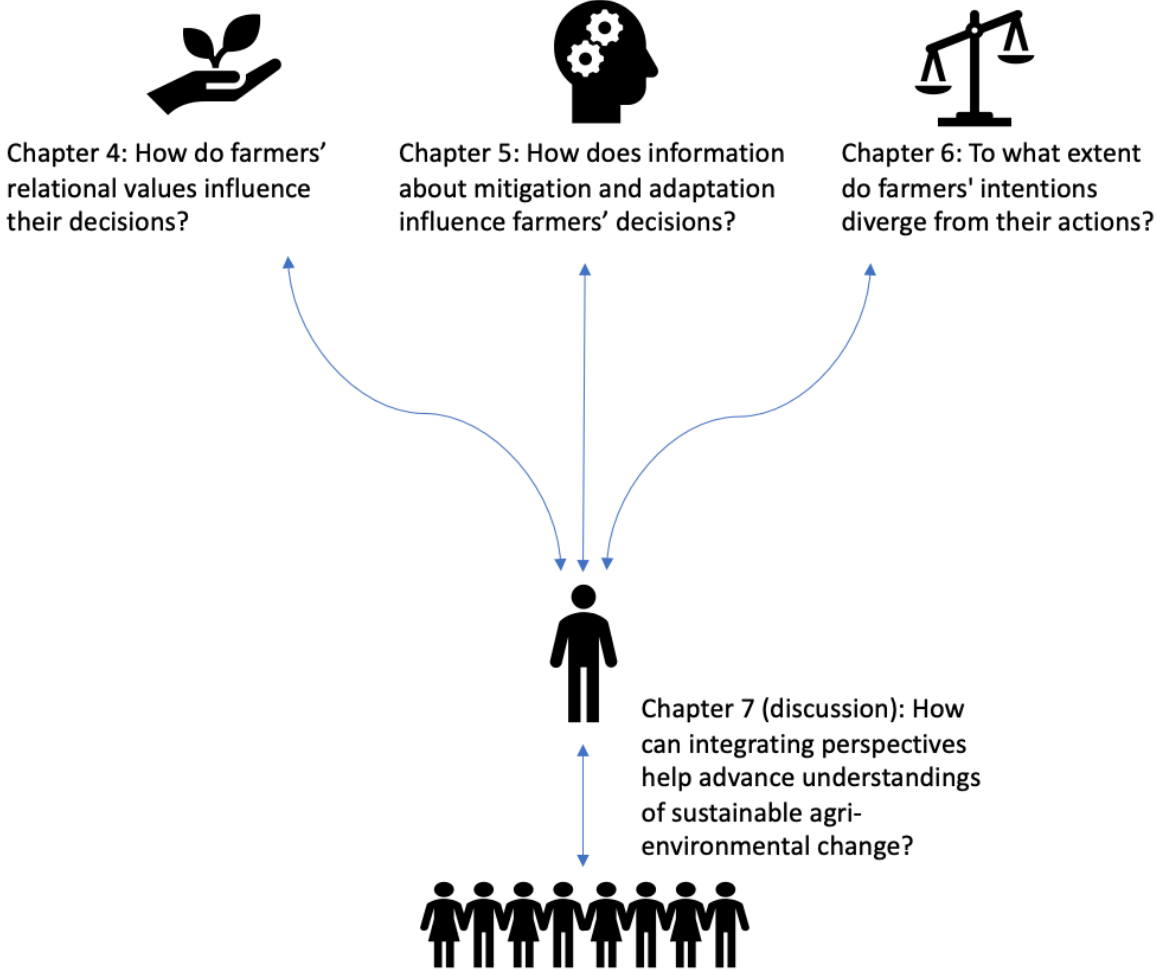 Chapter 4: How do farmers’
relational values influence
their decisions?
Chapter 5: How does information
about mitigation and adaptation
influence farmers’ decisions?
Chapter 6: To what extent
do farmers' intentions
diverge from their actions?
Chapter 7 (discussion): How
can integrating perspectives
help advance understandings
of sustainable agri-
environmental change?